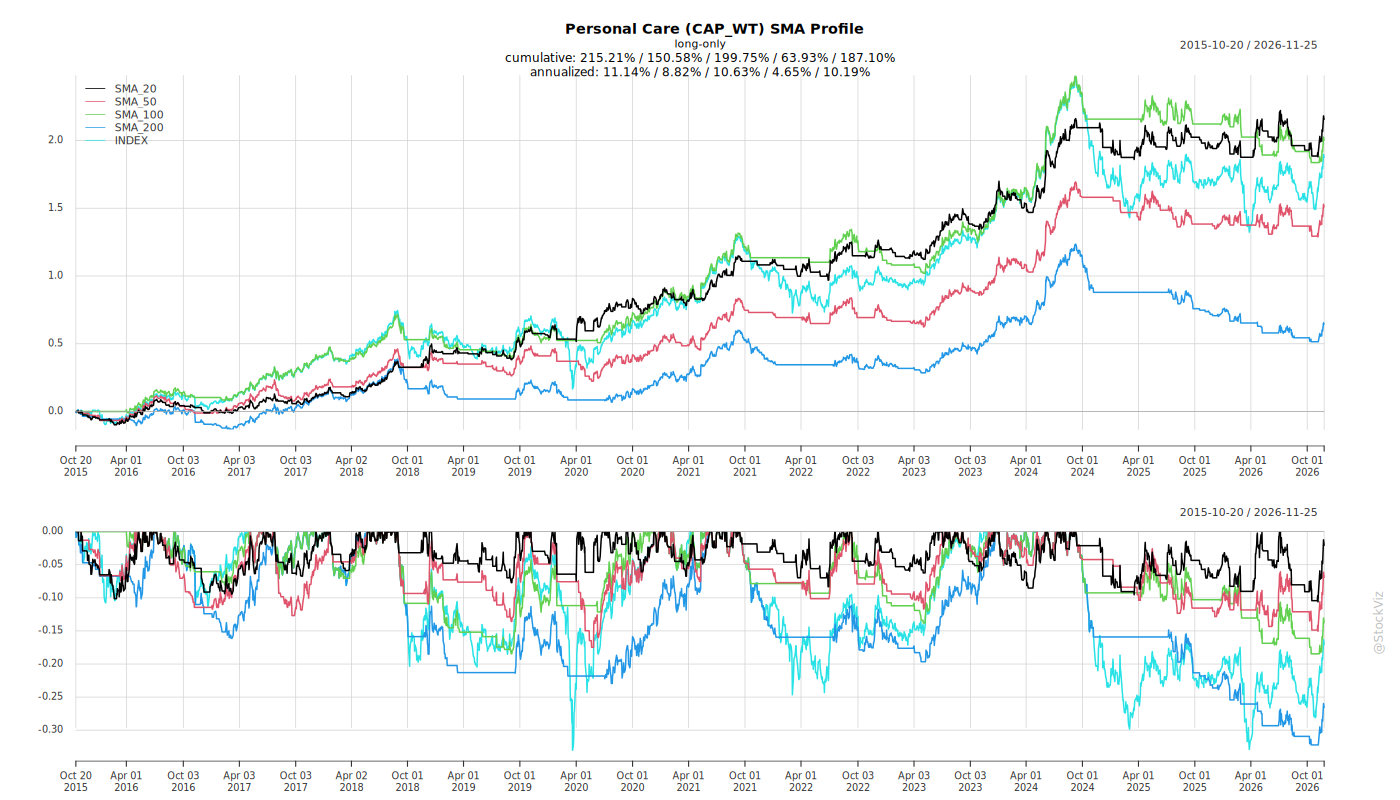 Personal Care (CAP_WT) SMA Profile
long-only
cumulative: 215.21% / 150.58% / 199.75% / 63.93% / 187.10%
annualized: 11.14% / 8.82% / 10.63% / 4.65% / 10.19%
2015-10-20 / 2026-11-25
SMA_20
SMA_50
SMA_100
SMA_200
INDEX
2.0
1.5
1.0
0.5
0.0
Oct 20 Apr 01 Oct 03 Apr 03 Oct 03 Apr 02 Oct 01 Apr 01 Oct 01 Apr 01 Oct 01 Apr 01 Oct 01 Apr 01 Oct 03 Apr 03 Oct 03 Apr 01 Oct 01 Apr 01 Oct 01 Apr 01 Oct 01
2015 2016 2016 2017 2017 2018 2018 2019 2019 2020 2020 2021 2021 2022 2022 2023 2023 2024 2024 2025 2025 2026 2026
2015-10-20 / 2026-11-25
0.00
-0.05
-0.10
-0.15
-0.20
-0.25
-0.30
Oct 20 Apr 01 Oct 03 Apr 03 Oct 03 Apr 02 Oct 01 Apr 01 Oct 01 Apr 01 Oct 01 Apr 01 Oct 01 Apr 01 Oct 03 Apr 03 Oct 03 Apr 01 Oct 01 Apr 01 Oct 01 Apr 01 Oct 01
2015 2016 2016 2017 2017 2018 2018 2019 2019 2020 2020 2021 2021 2022 2022 2023 2023 2024 2024 2025 2025 2026 2026
@StockViz